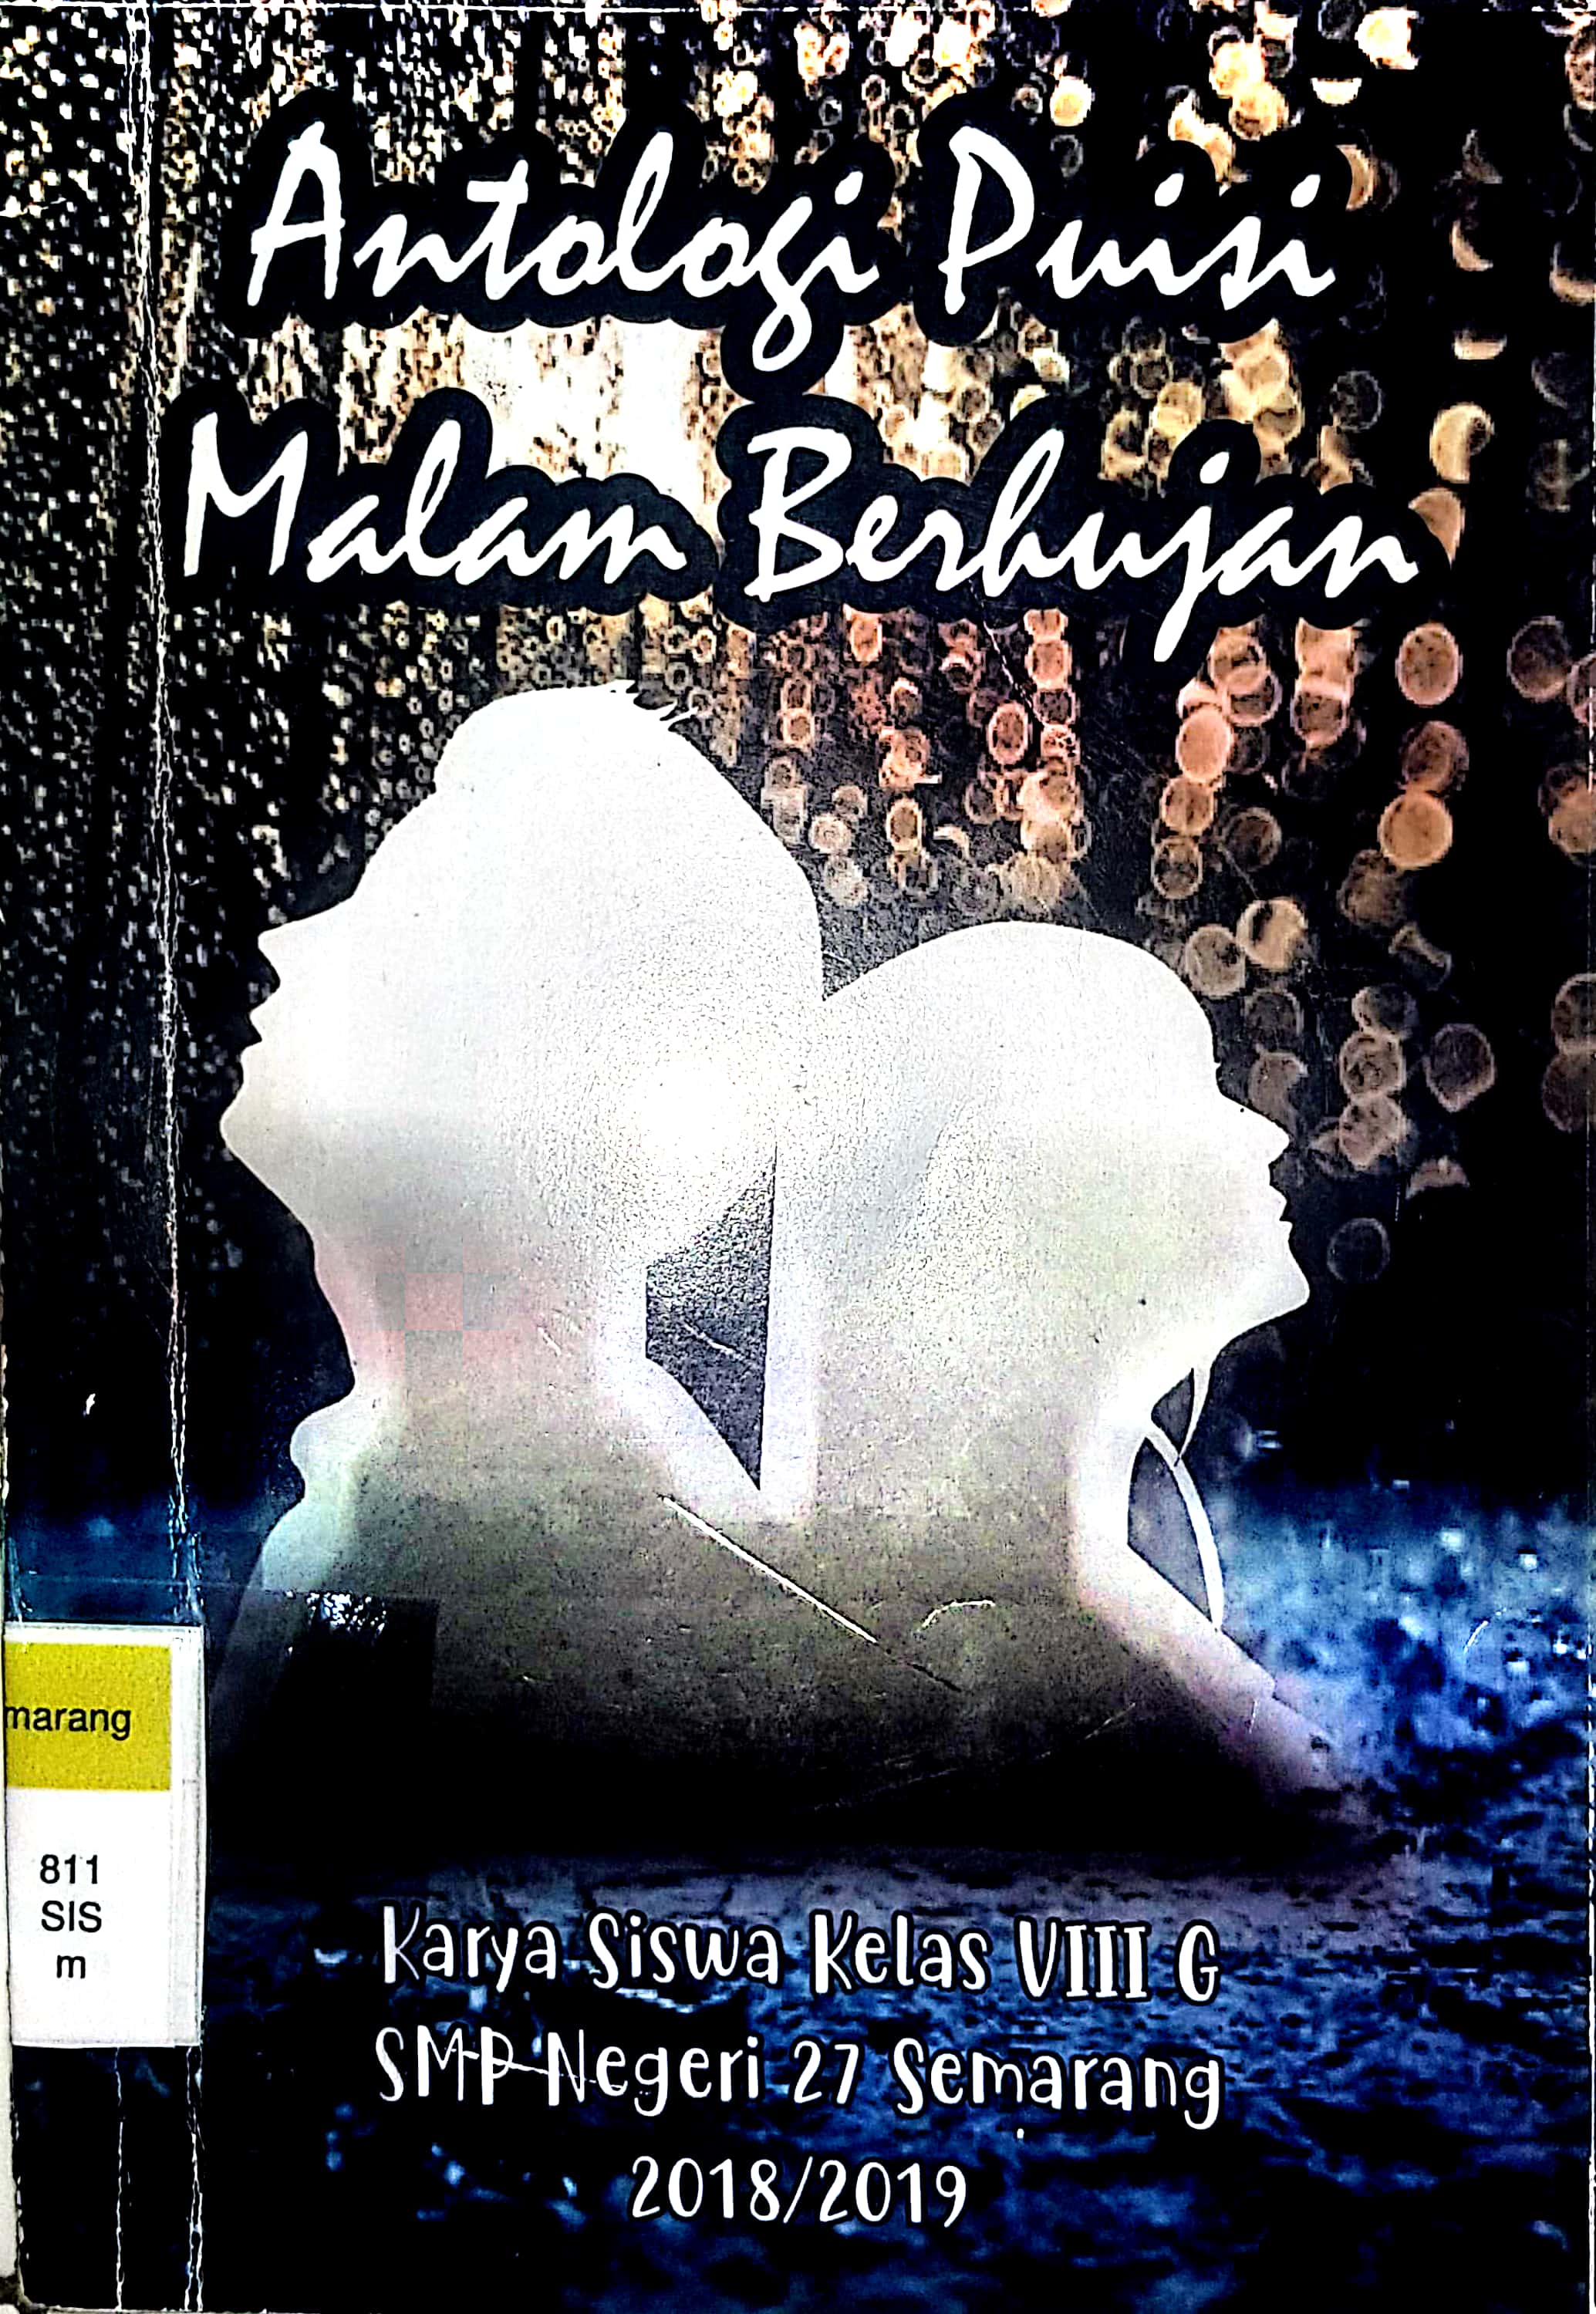 Antologi Puisi
Malam Berhujan
marang
811
SIS
m
Karya Siswa Kelas VIII G
SMP Negeri 27 Semarang
2018/2019